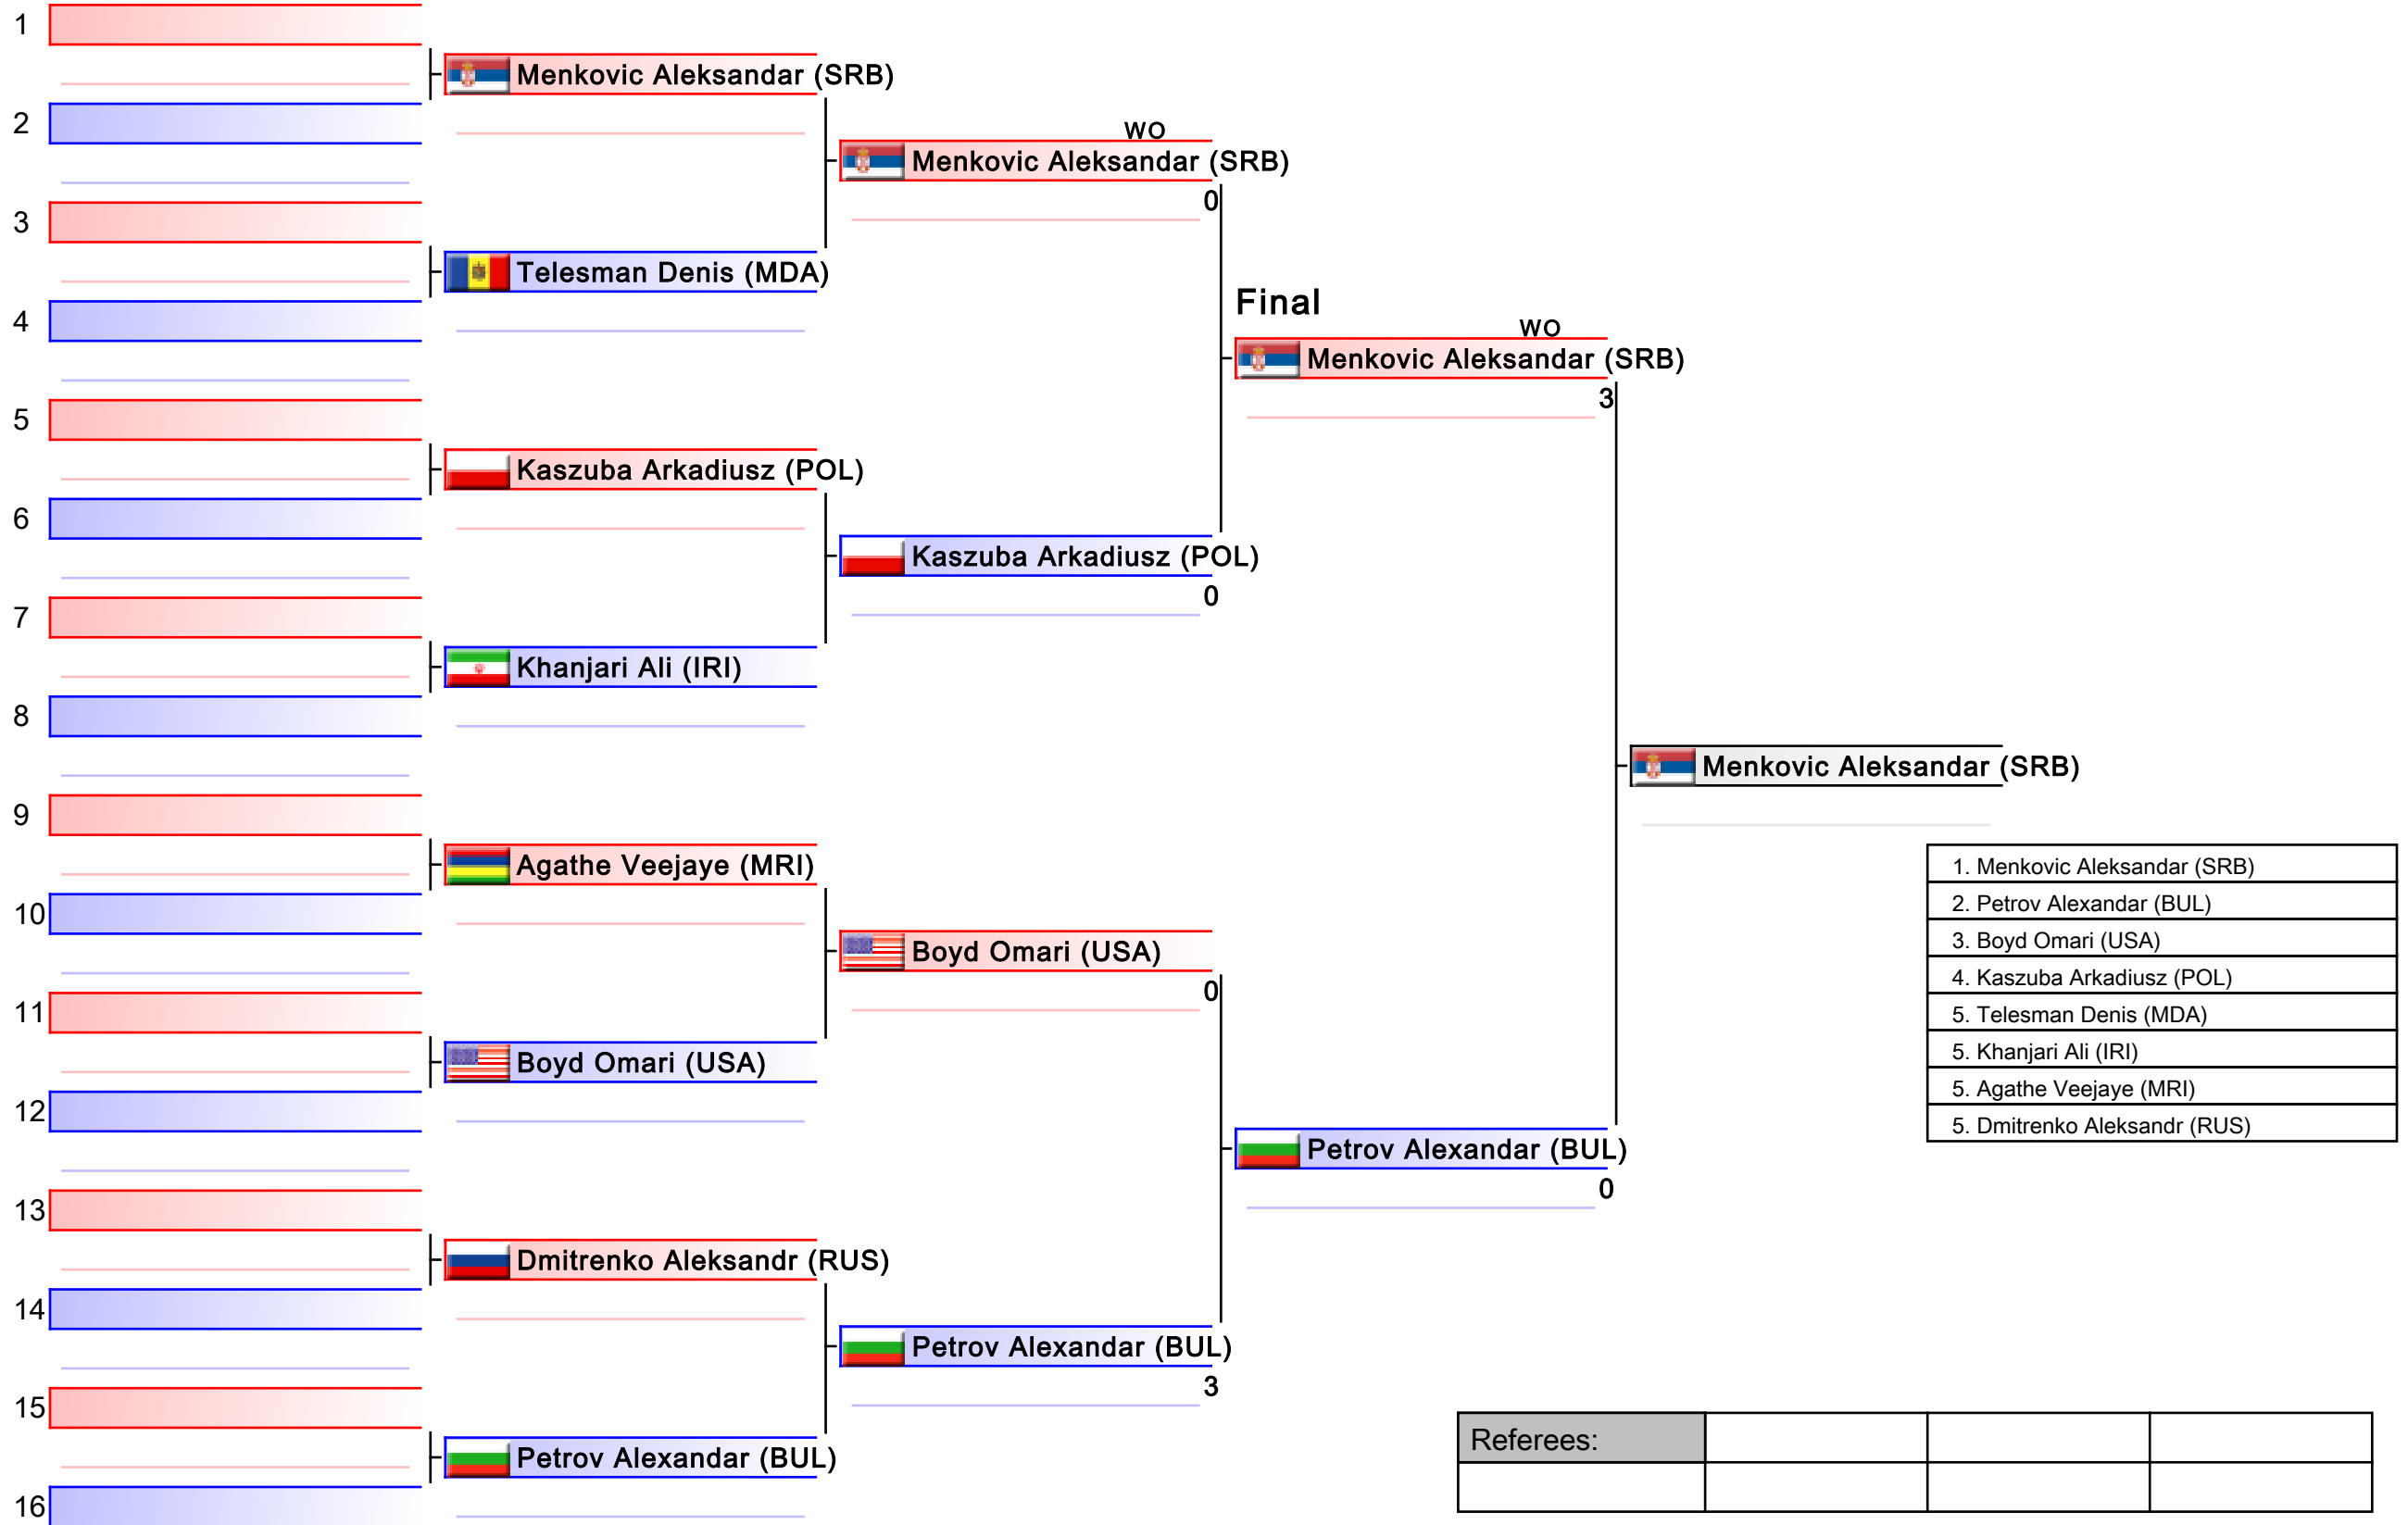 1
Menkovic Aleksandar (SRB)
2
WO
Menkovic Aleksandar (SRB)
0
3
Telesman Denis (MDA)
4
Final
WO
Menkovic Aleksandar (SRB)
3
5
Kaszuba Arkadiusz (POL)
6
Kaszuba Arkadiusz (POL)
0
7
Khanjari Ali (IRI)
8
Menkovic Aleksandar (SRB)
9
Agathe Veejaye (MRI)
10
Boyd Omari (USA)
0
11
Boyd Omari (USA)
12
1. Menkovic Aleksandar (SRB)
2. Petrov Alexandar (BUL)
3. Boyd Omari (USA)
4. Kaszuba Arkadiusz (POL)
5. Telesman Denis (MDA)
5. Khanjari Ali (IRI)
5. Agathe Veejaye (MRI)
5. Dmitrenko Aleksandr (RUS)
Petrov Alexandar (BUL)
0
13
Dmitrenko Aleksandr (RUS)
14
Petrov Alexandar (BUL)
3
15
Petrov Alexandar (BUL)
16
Referees: